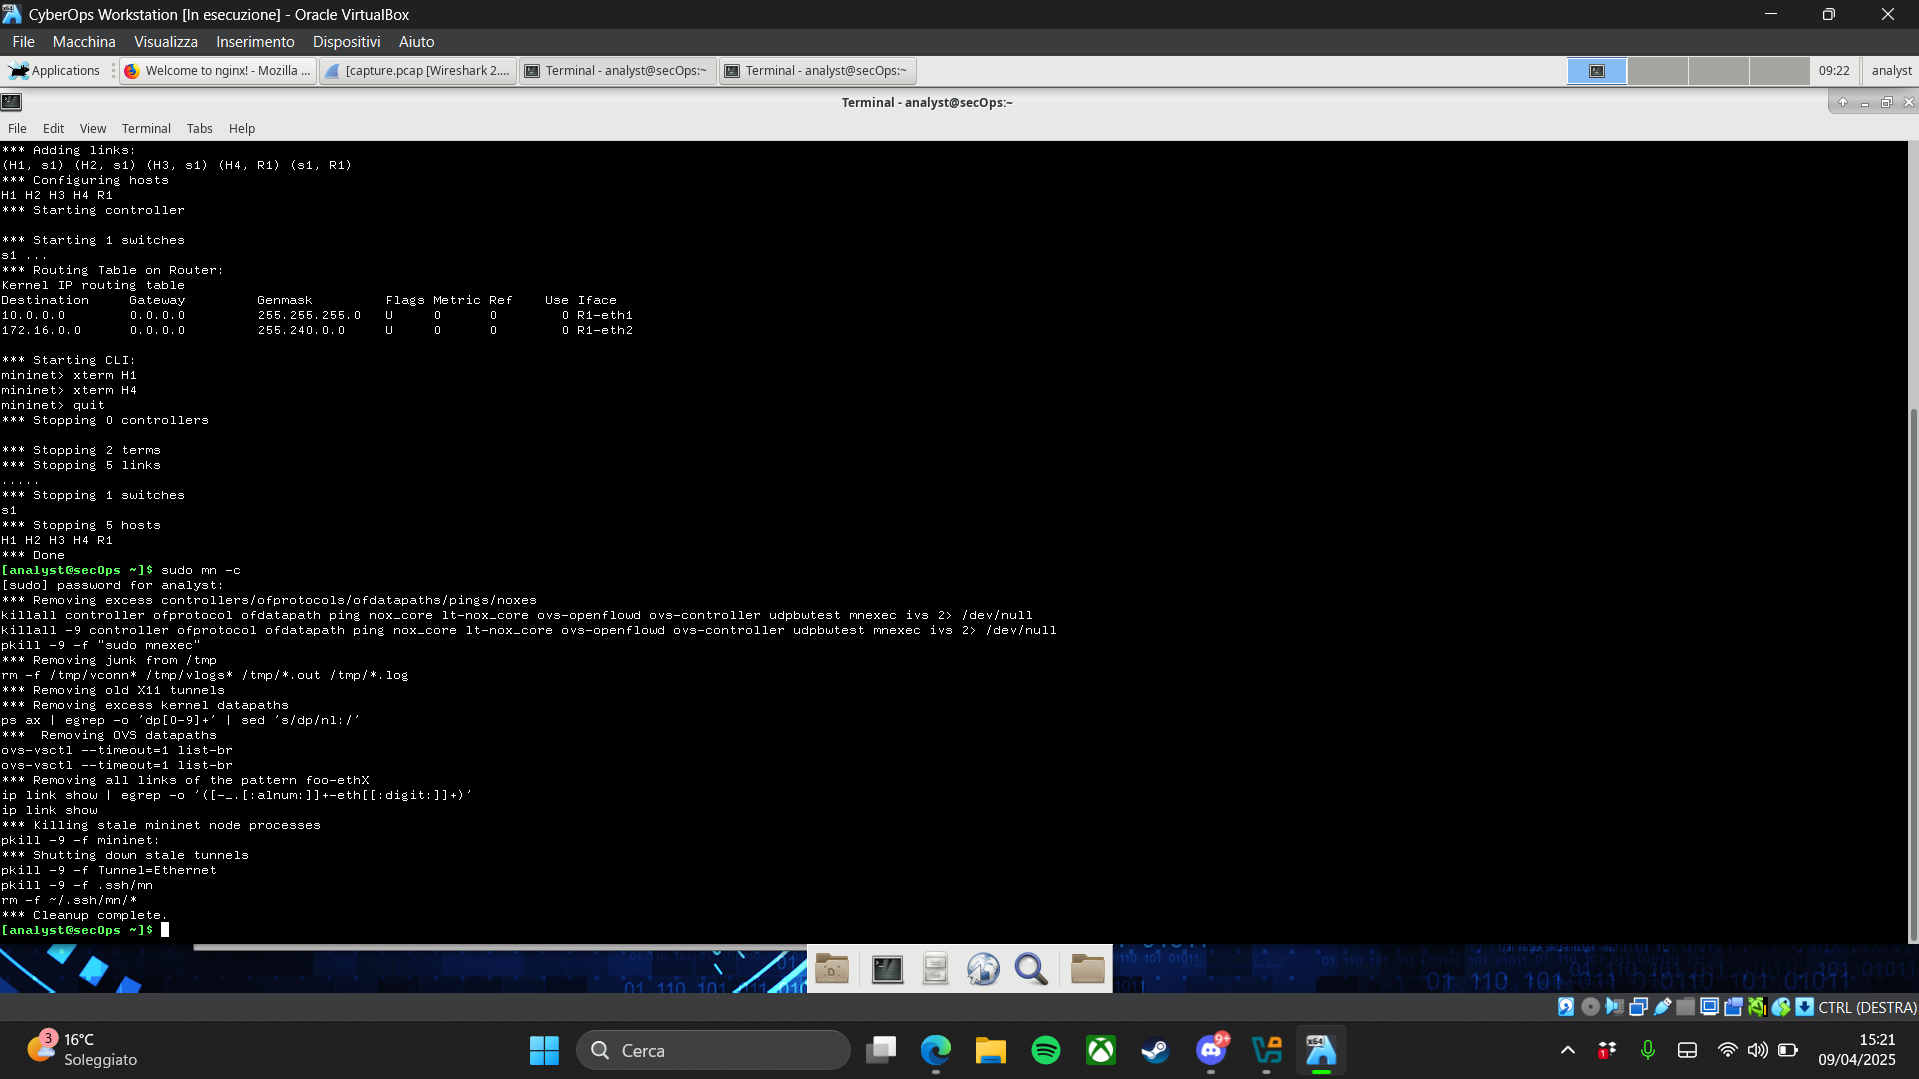 CyberOps Workstation [In esecuzione] - Oracle VirtualBox
File Macchina Visualizza Inserimento Dispositivi Aiuto
Applications Welcome to nginx! - Mozilla ... [capture.pcap [Wireshark 2.... Terminal - analyst@secOps:~ Terminal - analyst@secOps:~ 09:22 analyst
Terminal - analyst@secOps:~
File Edit View Terminal Tabs Help
*** Adding links:
(H1, s1) (H2, s1) (H3, s1) (H4, R1) (s1, R1)
*** Configuring hosts
H1 H2 H3 H4 R1
*** Starting controller
*** Starting 1 switches
s1 ...
*** Routing Table on Router:
Kernel IP routing table
Destination Gateway Genmask Flags Metric Ref Use Iface
10.0.0.0 0.0.0.0 255.255.255.0 U 0 0 0 R1-eth1
172.16.0.0 0.0.0.0 255.240.0.0 U 0 0 0 R1-eth2
*** Starting CLI:
mininet> xterm H1
mininet> xterm H4
mininet> quit
*** Stopping 0 controllers
*** Stopping 2 terms
*** Stopping 5 links
.....
*** Stopping 1 switches
s1
*** Stopping 5 hosts
H1 H2 H3 H4 R1
*** Done
[analyst@secOps ~]$ sudo mn -c
[sudo] password for analyst:
*** Removing excess controllers/ofprotocols/ofdatapaths/pings/noxes
killall controller ofprotocol ofdatapath ping nox_core lt-nox_core ovs-openflowd ovs-controller udpbwtest mnexec ivs 2> /dev/null
killall -9 controller ofprotocol ofdatapath ping nox_core lt-nox_core ovs-openflowd ovs-controller udpbwtest mnexec ivs 2> /dev/null
pkill -9 -f "sudo mnexec"
*** Removing junk from /tmp
rm -f /tmp/vconn* /tmp/vlogs* /tmp/*.out /tmp/*.log
*** Removing old X11 tunnels
*** Removing excess kernel datapaths
ps ax | egrep -o 'dp[0-9]+' | sed 's/dp/nl:/'
***  Removing OVS datapaths
ovs-vsctl --timeout=1 list-br
ovs-vsctl --timeout=1 list-br
*** Removing all links of the pattern foo-ethX
ip link show | egrep -o '([-_.[:alnum:]]+-eth[[:digit:]]+)'
ip link show
*** Killing stale mininet node processes
pkill -9 -f mininet:
*** Shutting down stale tunnels
pkill -9 -f Tunnel=Ethernet
pkill -9 -f .ssh/mn
rm -f ~/.ssh/mn/*
*** Cleanup complete.
[analyst@secOps ~]$
CTRL (DESTRA)
3 16°C
Soleggiato
Cerca
9+
x64
1
15:21
09/04/2025